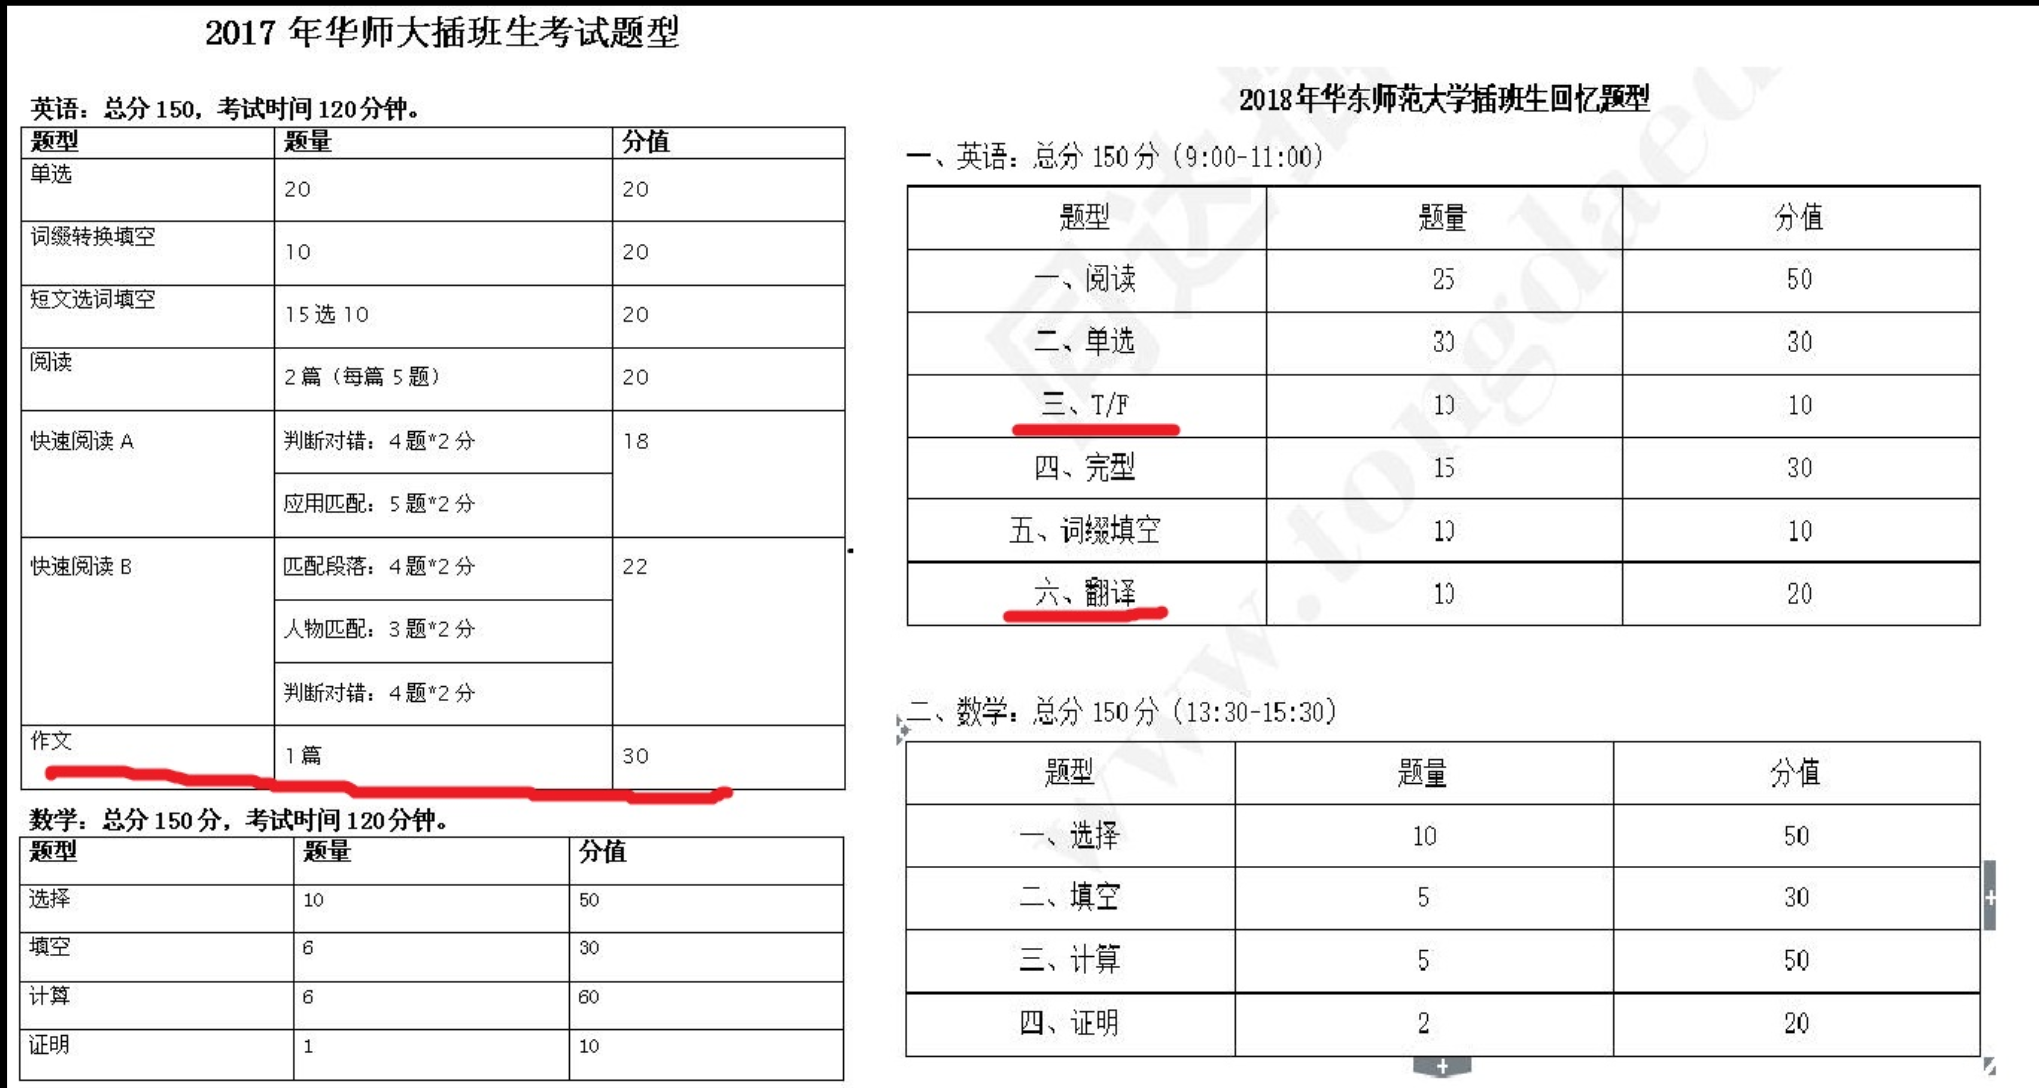 2017 年华师大插班生考试题型
英语：总分 150，考试时间 120 分钟。
题型 题量 分值
单选 20 20
词缀转换填空 10 20
短文选词填空 15 选 10 20
阅读 2 篇（每篇 5 题） 20
快速阅读 A 判断对错：4 题*2 分 18
应用匹配：5 题*2 分
快速阅读 B 匹配段落：4 题*2 分 22
人物匹配：3 题*2 分
判断对错：4 题*2 分
作文 1 篇 30
数学：总分 150 分，考试时间 120 分钟。
题型 题量 分值
选择 10 50
填空 6 30
计算 6 60
证明 1 10
2018 年华东师范大学插班生回忆题型
一、英语：总分 150 分（9:00-11:00）
题型 题量 分值
一、阅读 25 50
二、单选 30 30
三、T/F 10 10
四、完型 15 30
五、词缀填空 10 10
六、翻译 10 20
二、数学：总分 150 分（13:30-15:30）
题型 题量 分值
一、选择 10 50
二、填空 5 30
三、计算 5 50
四、证明 2 20
www.tongdaed